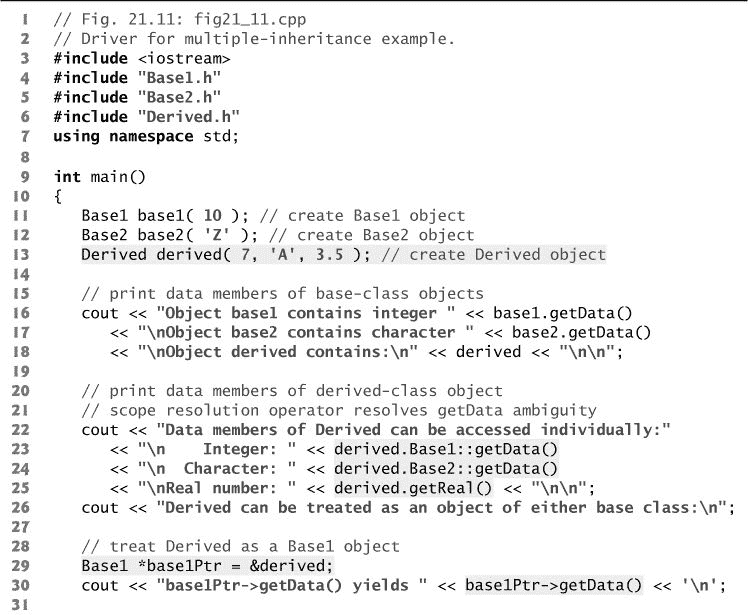 1 // Fig. 21.11: fig21_11.cpp
2 // Driver for multiple-inheritance example.
3 #include <iostream>
4 #include "Base1.h"
5 #include "Base2.h"
6 #include "Derived.h"
7 using namespace std;
8
9 int main()
10 {
11    Base1 base1( 10 ); // create Base1 object
12    Base2 base2( 'Z' ); // create Base2 object
13    Derived derived( 7, 'A', 3.5 ); // create Derived object
14
15    // print data members of base-class objects
16    cout << "Object base1 contains integer " << base1.getData()
17       << "\nObject base2 contains character " << base2.getData()
18       << "\nObject derived contains:\n" << derived << "\n\n";
19
20    // print data members of derived-class object
21    // scope resolution operator resolves getData ambiguity
22    cout << "Data members of Derived can be accessed individually:"
23       << "\n    Integer: " << derived.Base1::getData()
24       << "\n  Character: " << derived.Base2::getData()
25       << "\nReal number: " << derived.getReal() << "\n\n";
26    cout << "Derived can be treated as an object of either base class:\n";
27
28    // treat Derived as a Base1 object
29    Base1 *base1Ptr = &derived;
30    cout << "base1Ptr->getData() yields " << base1Ptr->getData() << '\n';
31